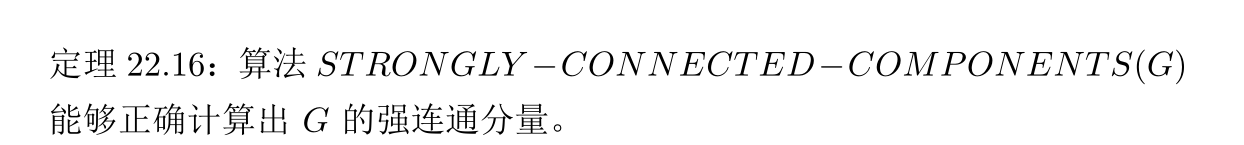 定理 22.16：算法 STRONGLY−CONNECTED−COMPONENTS(G)
能够正确计算出 G 的强连通分量。